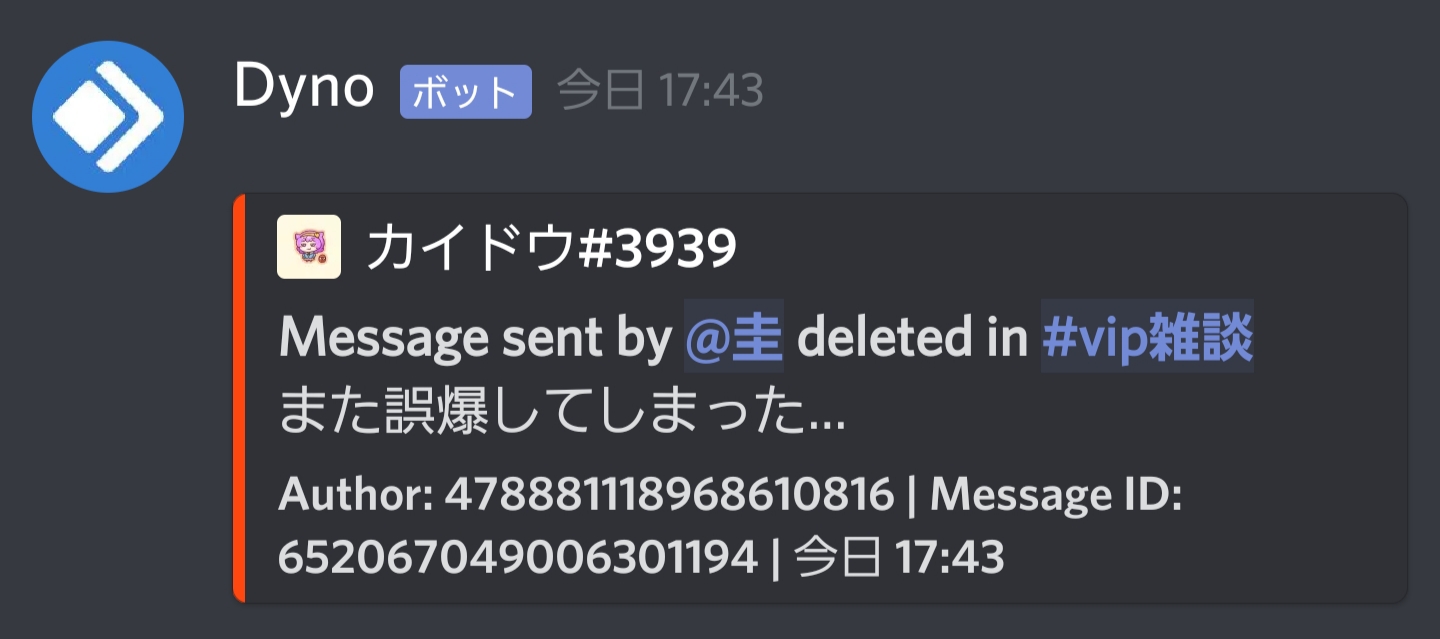 Dyno ボット 今日 17:43
カイドウ#3939
Message sent by @圭 deleted in #vip雑談
また誤爆してしまった...
Author: 478881118968610816 | Message ID:
652067049006301194 | 今日 17:43